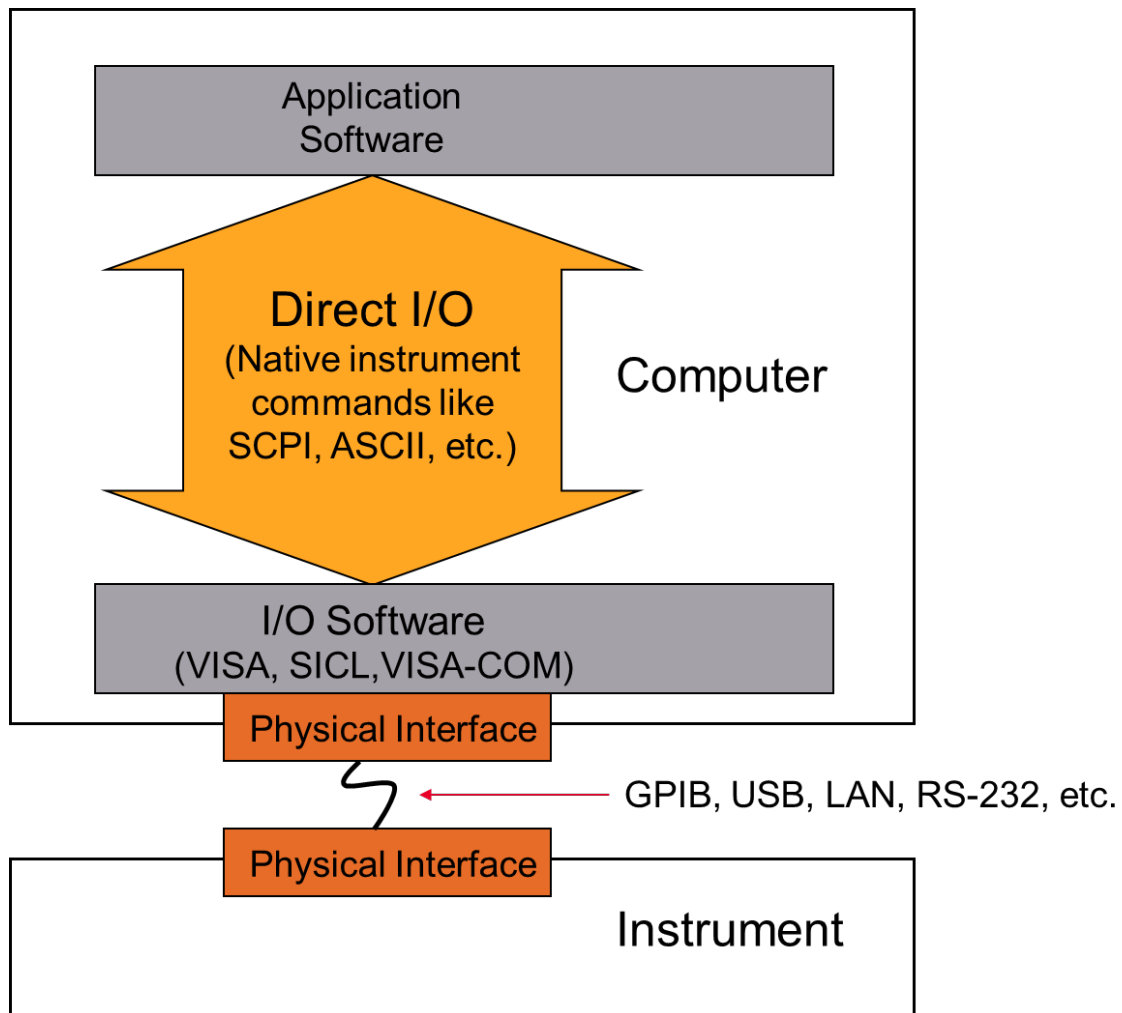 Application
Software
Direct I/O
(Native instrument
commands like
SCPI, ASCII, etc.)
Computer
I/O Software
(VISA, SICL,VISA-COM)
Physical Interface
GPIB, USB, LAN, RS-232, etc.
Physical Interface
Instrument